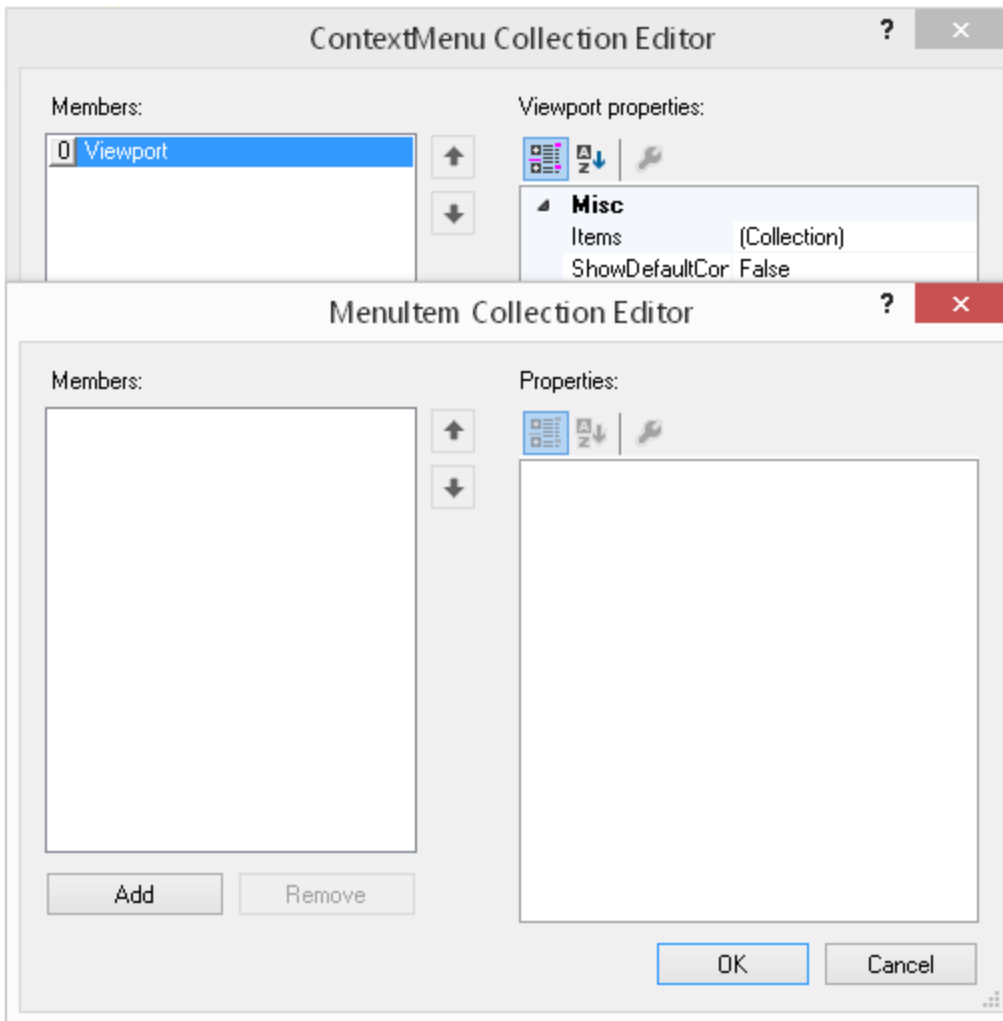 ContextMenu Collection Editor ?
Members:
Viewport properties:
0 Viewport
Misc
Items (Collection)
ShowDefaultCor False
MenuItem Collection Editor ?
Members:
Properties:
Add
Remove
OK
Cancel